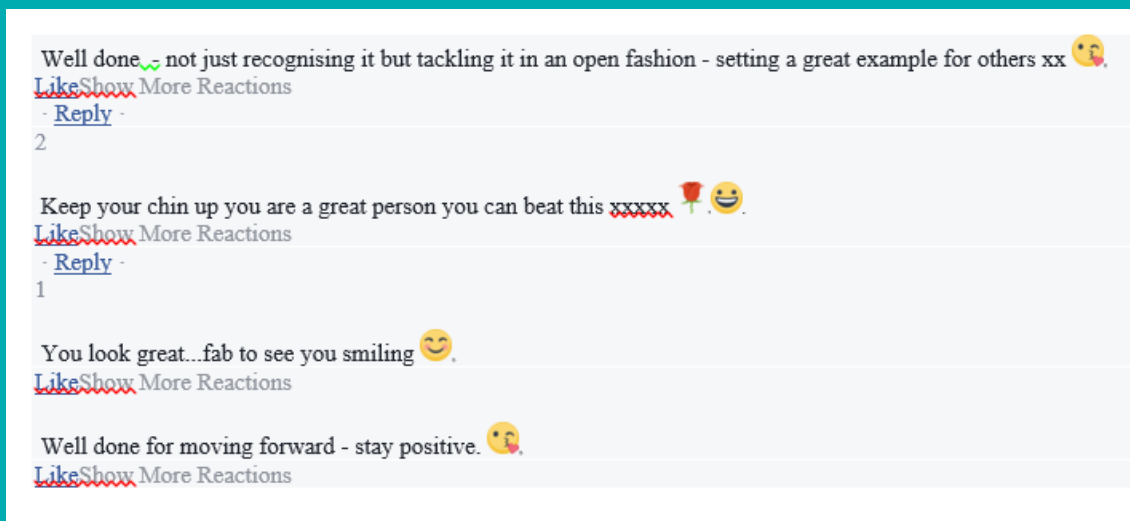 Well done - not just recognising it but tackling it in an open fashion - setting a great example for others xx 😘.
LikeShow More Reactions
· Reply ·
2
Keep your chin up you are a great person you can beat this xxxxx 🌹.😀.
LikeShow More Reactions
· Reply ·
1
You look great...fab to see you smiling 😊.
LikeShow More Reactions
Well done for moving forward - stay positive. 😘.
LikeShow More Reactions